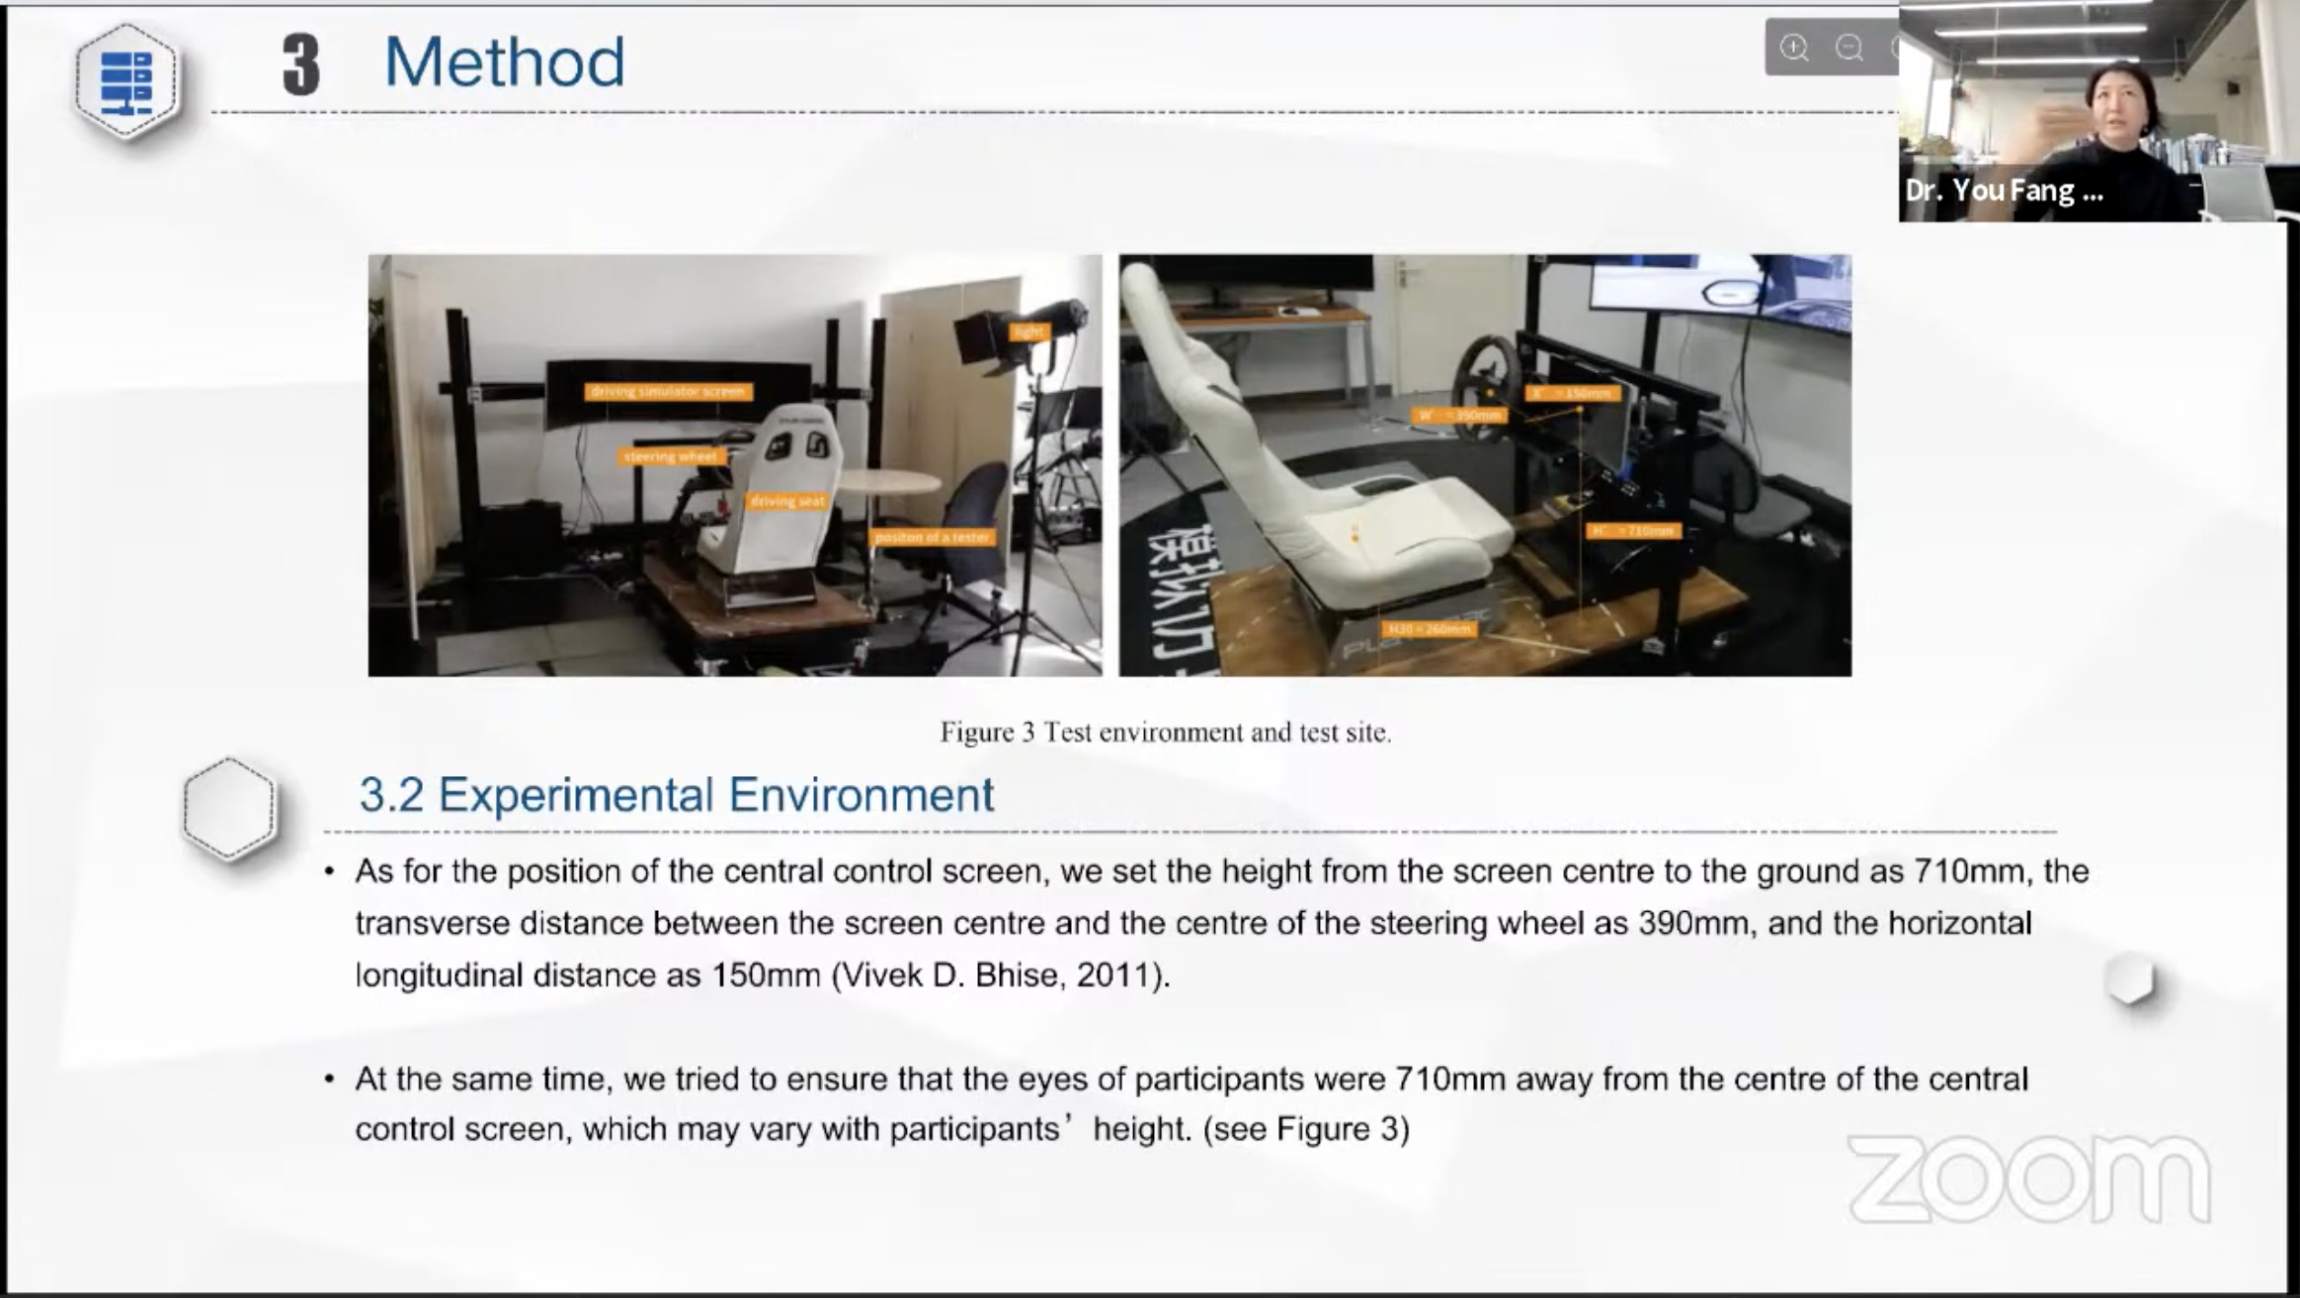 3 Method
Dr. You Fang ...
light
driving simulator screen
steering wheel
driving seat
positon of a tester
X' = 150mm
W' = 390mm
H' = 710mm
H30 = 260mm
Figure 3 Test environment and test site.
3.2 Experimental Environment
• As for the position of the central control screen, we set the height from the screen centre to the ground as 710mm, the
transverse distance between the screen centre and the centre of the steering wheel as 390mm, and the horizontal
longitudinal distance as 150mm (Vivek D. Bhise, 2011).
• At the same time, we tried to ensure that the eyes of participants were 710mm away from the centre of the central
control screen, which may vary with participants’ height. (see Figure 3)
zoom